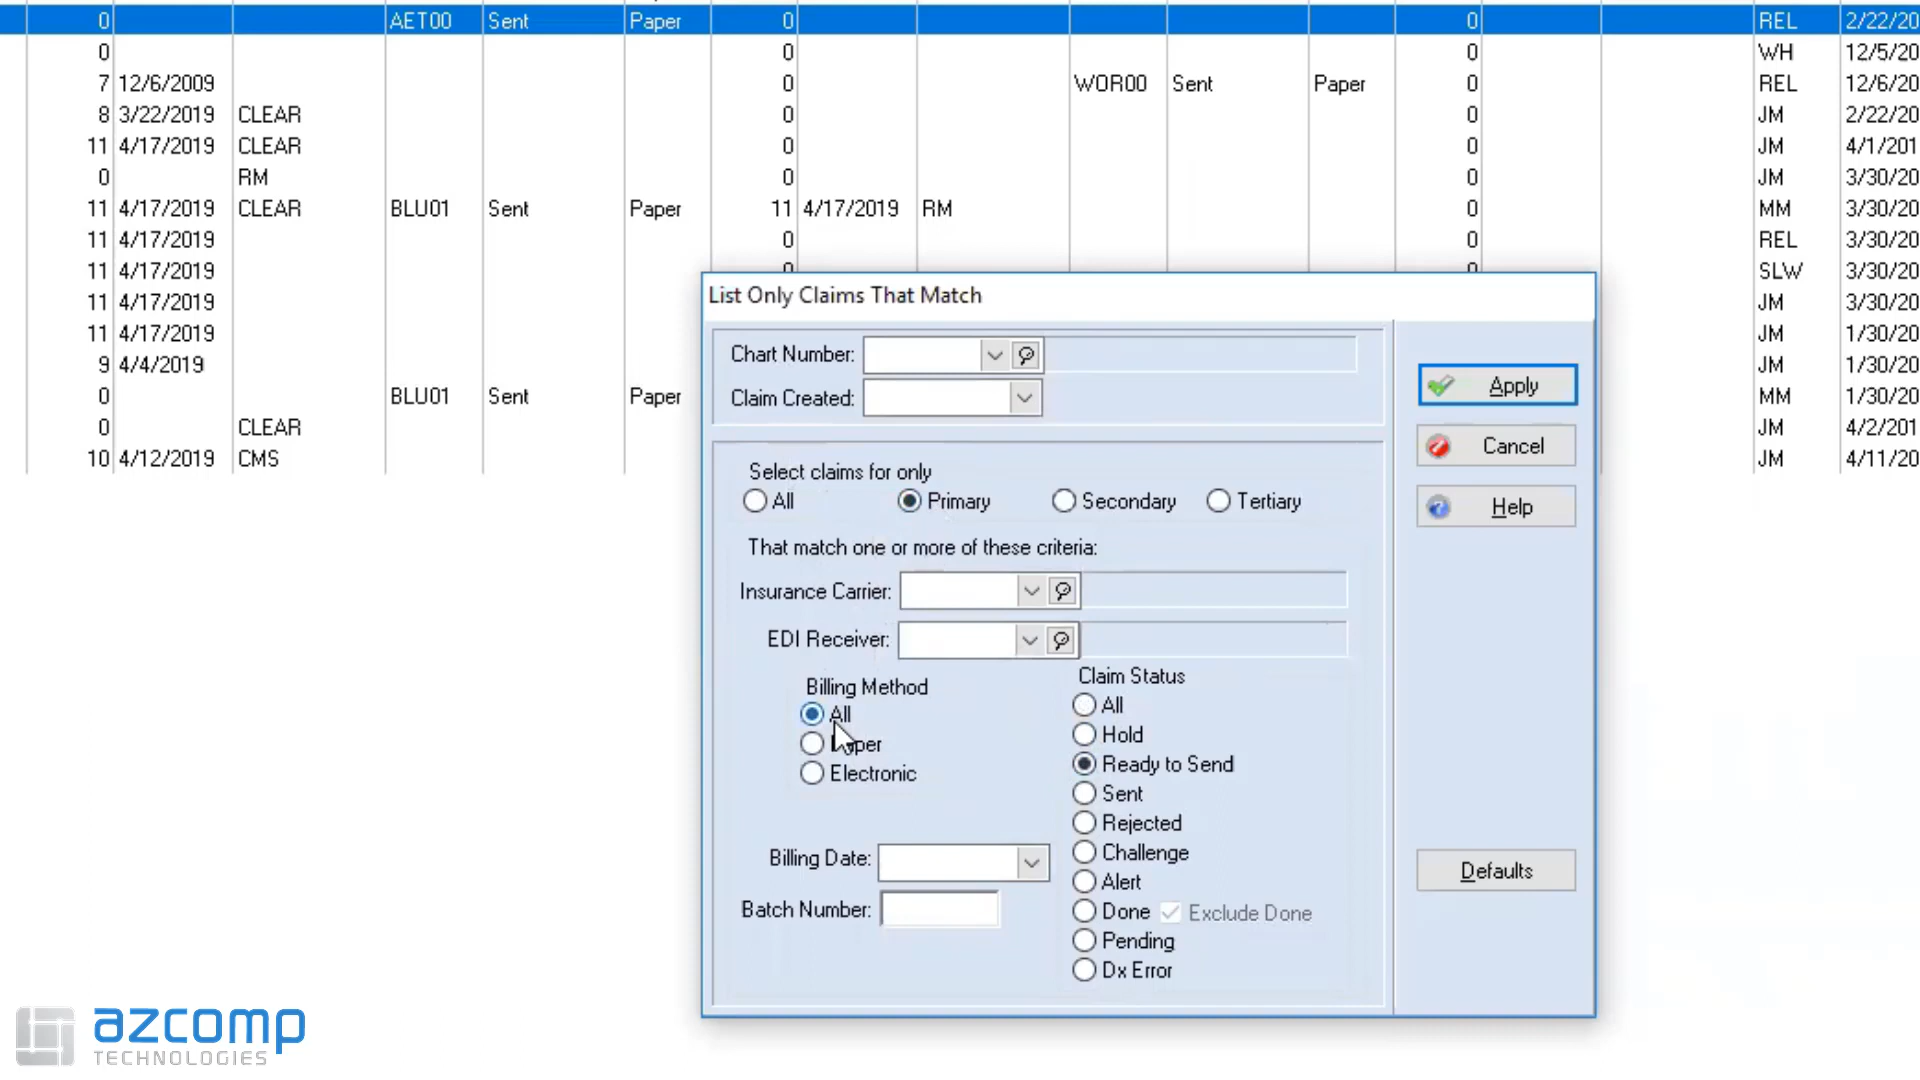 0 AET00 Sent Paper 0 0 REL 2/22/20
0 0 0 WH 12/5/20
7 12/6/2009 0 WOR00 Sent Paper 0 REL 12/6/20
8 3/22/2019 CLEAR 0 0 JM 2/22/20
11 4/17/2019 CLEAR 0 0 JM 4/1/201
0 RM 0 0 JM 3/30/20
11 4/17/2019 CLEAR BLU01 Sent Paper 11 4/17/2019 RM 0 MM 3/30/20
11 4/17/2019 0 0 REL 3/30/20
11 4/17/2019 0 0 SLW 3/30/20
11 4/17/2019 JM 3/30/20
11 4/17/2019 JM 1/30/20
9 4/4/2019 JM 1/30/20
0 BLU01 Sent Paper MM 1/30/20
0 CLEAR JM 4/2/201
10 4/12/2019 CMS JM 4/11/20
List Only Claims That Match
Chart Number:
Claim Created:
Apply
Cancel
Help
Select claims for only
All Primary Secondary Tertiary
That match one or more of these criteria:
Insurance Carrier:
EDI Receiver:
Billing Method
All
Electronic
Billing Date:
Batch Number:
Claim Status
All
Hold
Ready to Send
Sent
Rejected
Challenge
Alert
Done Exclude Done
Pending
Dx Error
Defaults
azcomp
TECHNOLOGIES